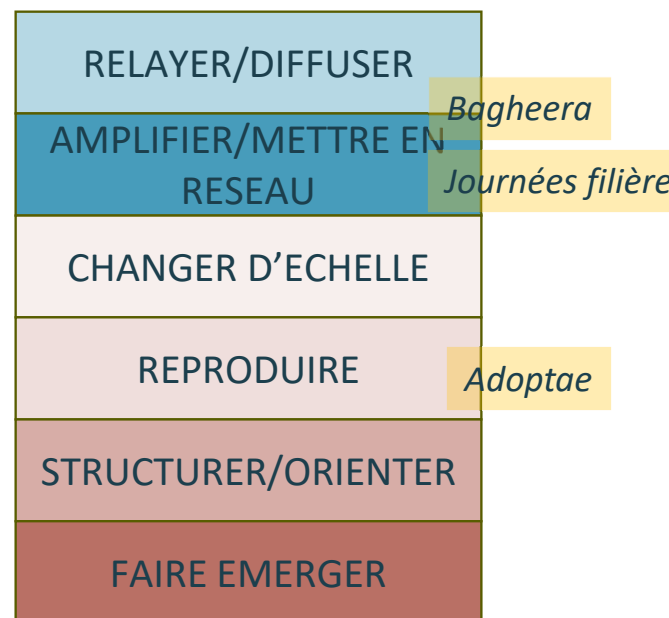 RELAYER/DIFFUSER
Bagheera
AMPLIFIER/METTRE EN
RESEAU
Journées filière
CHANGER D’ECHELLE
REPRODUIRE
Adoptae
STRUCTURER/ORIENTER
FAIRE EMERGER